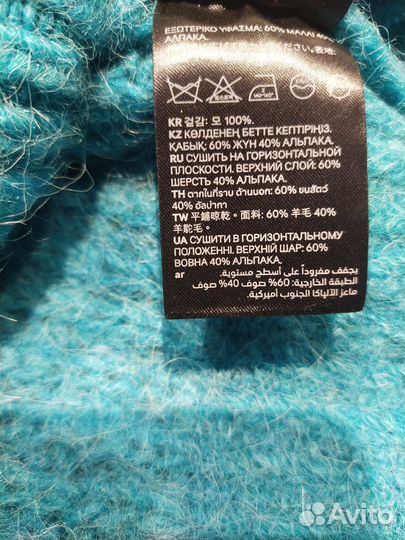 ΕΞΩΤΕΡΙΚΟ ΥΦΑΣΜΑ: 60% ΜΑΛΛΙ 40%
ΑΛΠΑΚΑ.
KR 겉감: 모 100%.
KZ КӨЛДЕНЕҢ БЕТТЕ КЕПТІРІҢІЗ.
ҚАБЫҚ: 60% ЖҮН 40% АЛЬПАКА.
RU СУШИТЬ НА ГОРИЗОНТАЛЬНОЙ
ПЛОСКОСТИ. ВЕРХНИЙ СЛОЙ: 60%
ШЕРСТЬ 40% АЛЬПАКА.
TH ตากในที่ราบ ด้านนอก: 60% ขนสัตว์
40% อัลปาก้า
TW 平鋪晾乾。面料: 60% 羊毛 40%
羊駝毛。
UA СУШИТИ В ГОРИЗОНТАЛЬНОМУ
ПОЛОЖЕННІ. ВЕРХНІЙ ШАР: 60%
ВОВНА 40% АЛЬПАКА.
ar
يجفف مفروداً على أسطح مستوية.
الطبقة الخارجية: 60% صوف 40% صوف
ماعز الألباكا الجنوب أميركية.
Avito